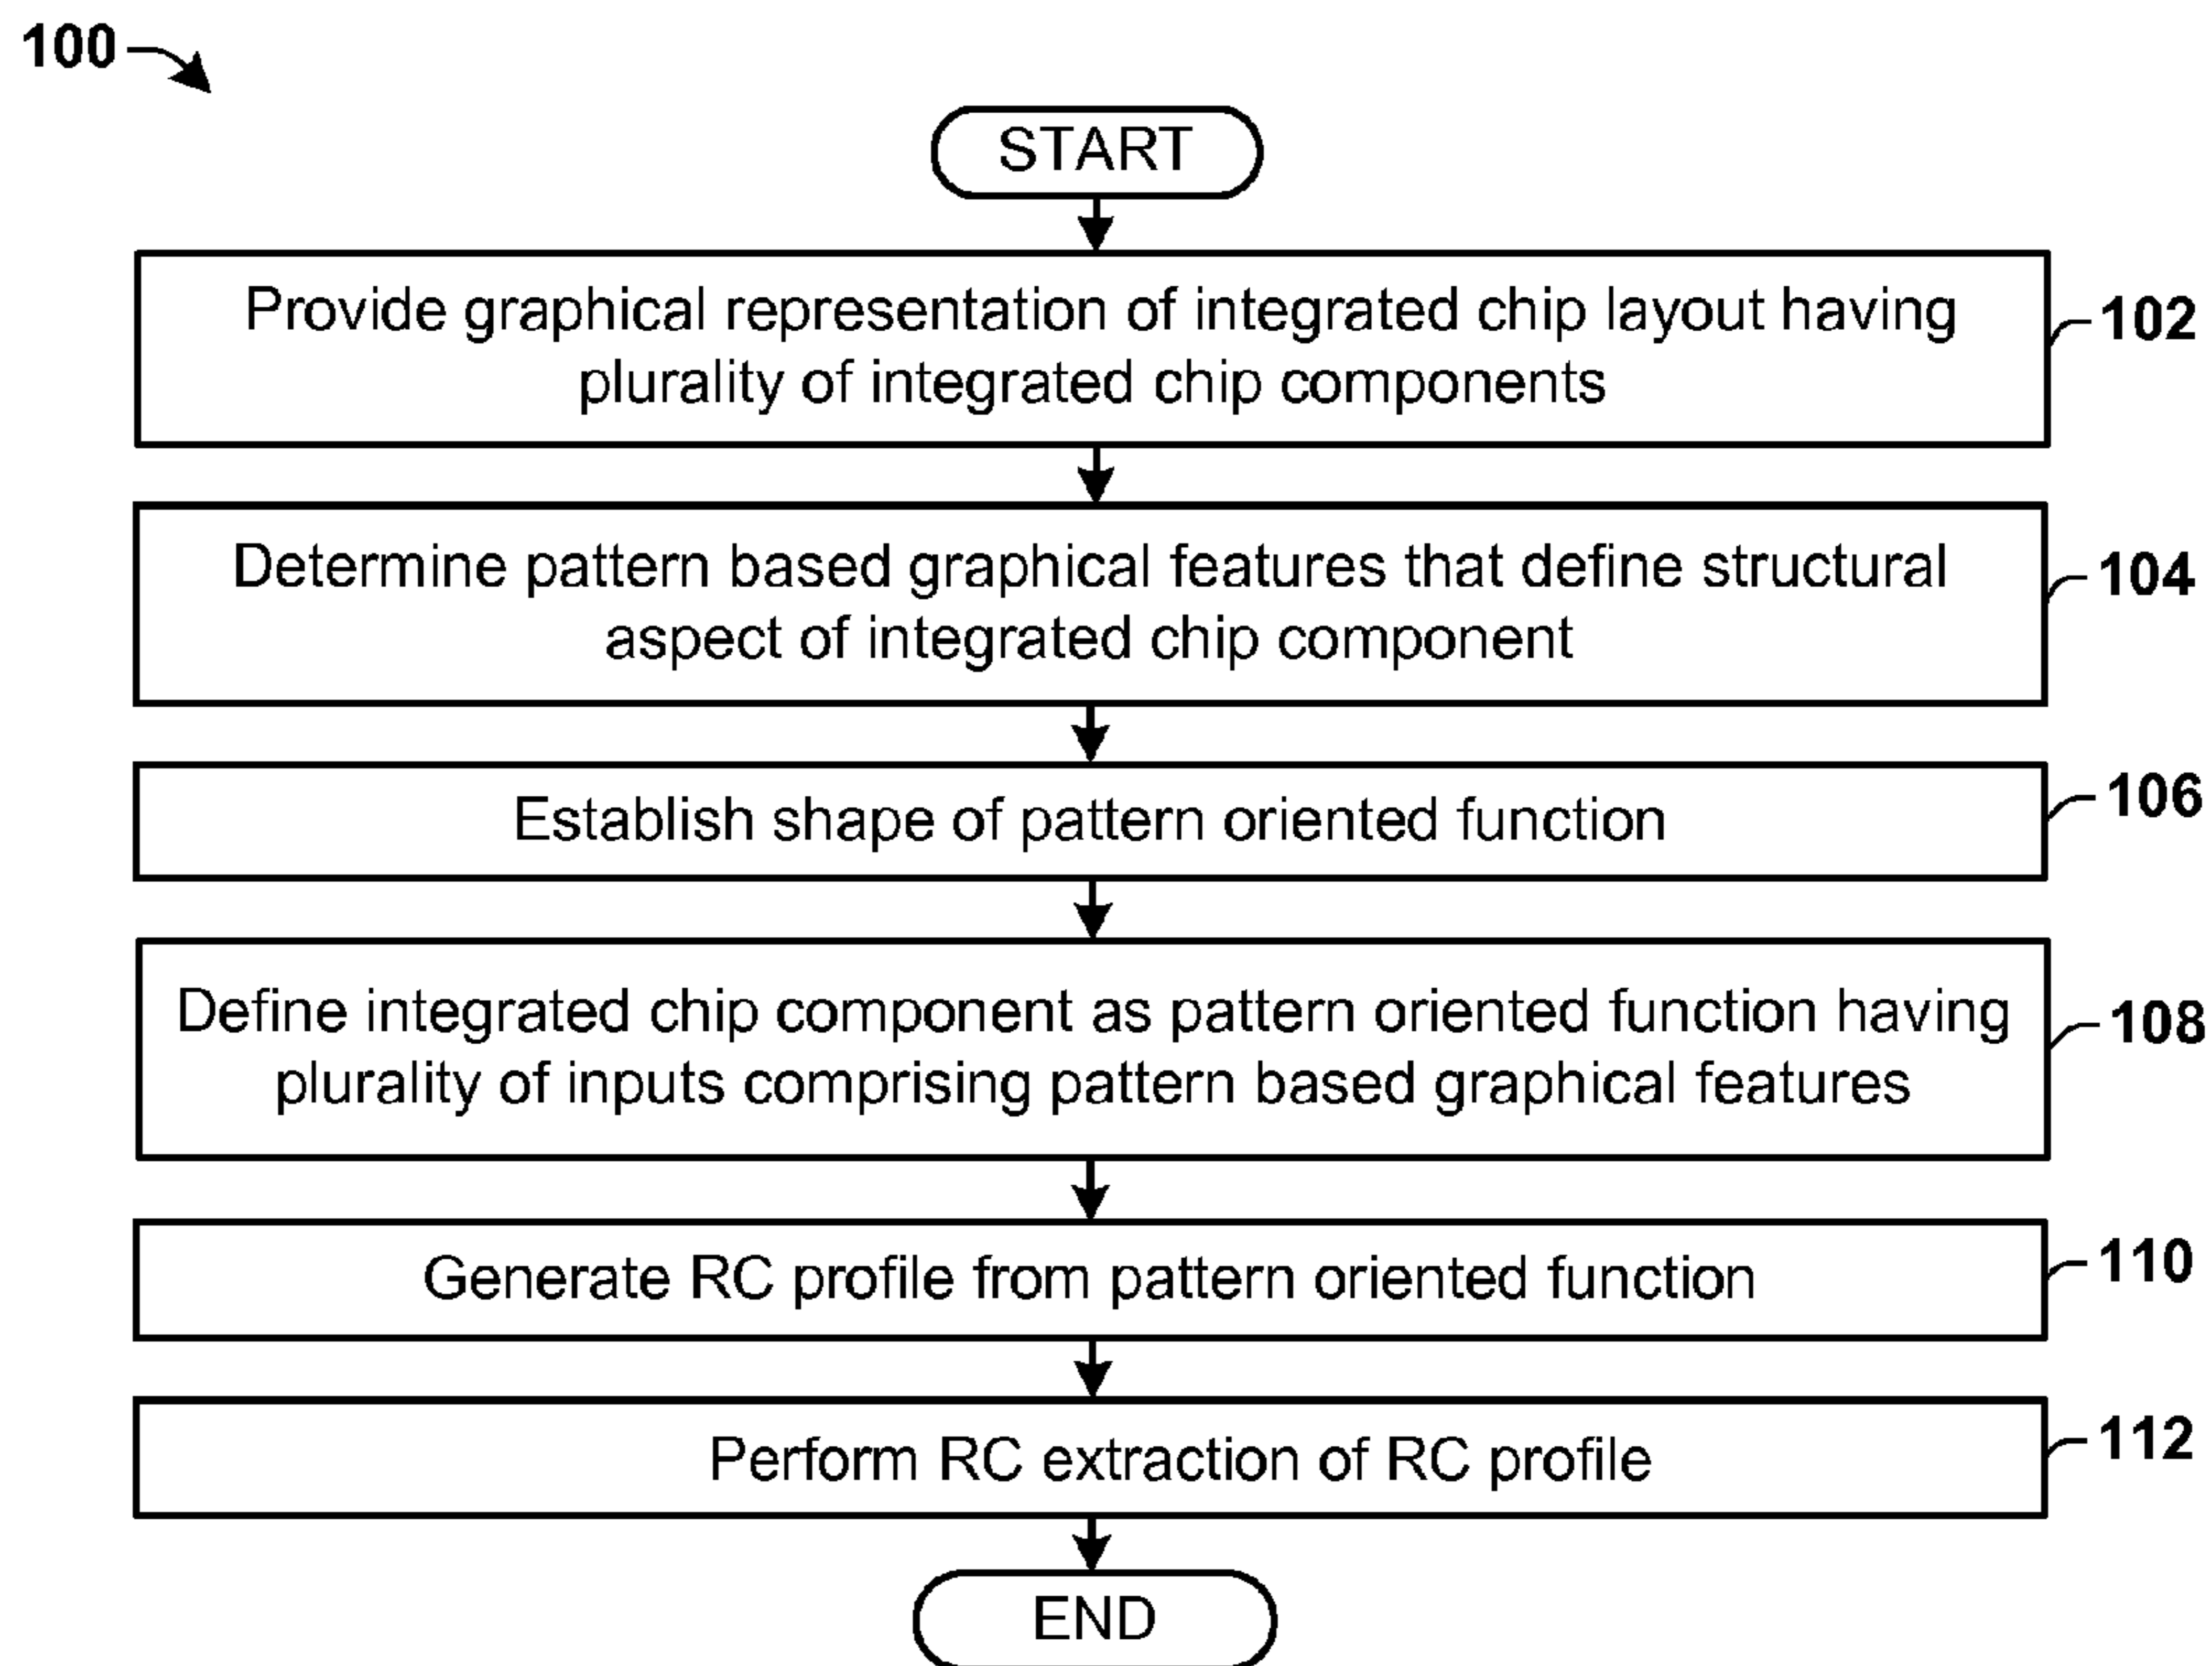 100
START
Provide graphical representation of integrated chip layout having
plurality of integrated chip components
102
Determine pattern based graphical features that define structural
aspect of integrated chip component
104
Establish shape of pattern oriented function
106
Define integrated chip component as pattern oriented function having
plurality of inputs comprising pattern based graphical features
108
Generate RC profile from pattern oriented function
110
Perform RC extraction of RC profile
112
END